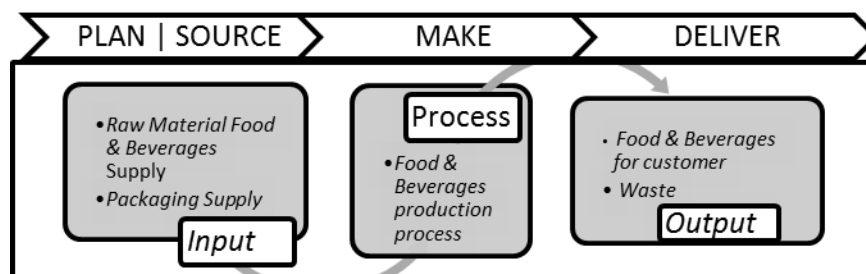 PLAN | SOURCE
MAKE
DELIVER
•Raw Material Food
& Beverages
Supply
•Packaging Supply
Input
Process
•Food &
Beverages
production
process
• Food & Beverages
for customer
• Waste
Output